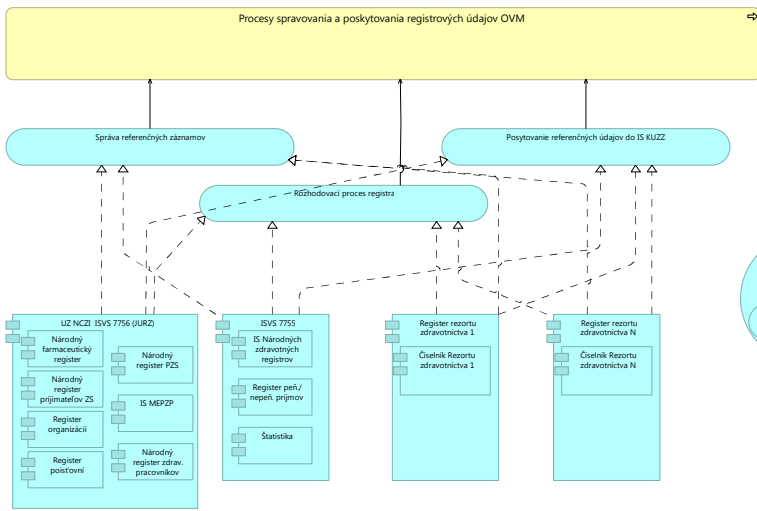 Procesy spravovania a poskytovania registrových údajov OVM
Správa referenčných záznamov
Posytovanie referenčných údajov do IS KUZZ
Rozhodovací proces registra
UZ NCZI ISVS 7756 (JURZ)
Národný
farmaceutický
register
Národný
register
prijímateľov ZS
Register
organizácií
Register
poisťovní
Národný
register PZS
IS MEPZP
Národný
register zdrav.
pracovníkov
ISVS 7755
IS Národných
zdravotných
registrov
Register peň./
nepeň. príjmov
Štatistika
Register rezortu
zdravotníctva 1
Číselník Rezortu
zdravotníctva 1
Register rezortu
zdravotníctva N
Číselník Rezortu
zdravotníctva N